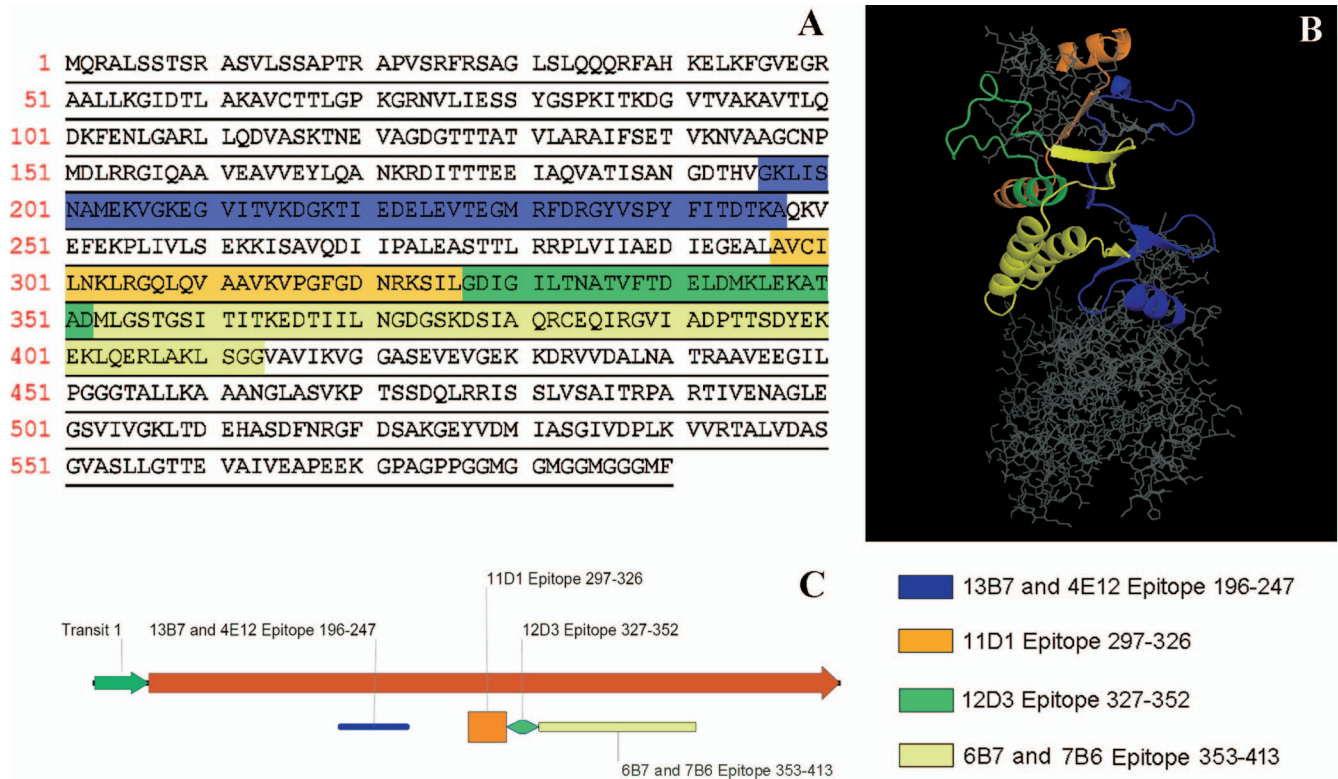 A
1 MQRALSSTSR ASVLSSAPTR APVSRFRSAG LSLQQQRFAH KELKFGVEGR
51 AALLKGIDTL AKAVCTTLGP KGRNVLIESS YGSPKITKDG VTVAKAVTLQ
101 DKFENLGARL LQDVASKTNE VAGDGTTTAT VLARAIFSET VKNVAAGCNP
151 MDLRRGIQAA VEAVVEYLQA NKRDITTTEE IAQVATISAN GDTHVGKLIS
201 NAMEKVGKEG VITVKDGKTI EDELEVTEGM RFDRGYVSPY FITDTKAQKV
251 EFEKPLIVLS EKKISAVQDI IPALEASTTL RRPLVIIAED IEGEALAVCI
301 LNKLRGQLQV AAVKVPGFGD NRKSILGDIG ILTNATVFTD ELDMKLEKAT
351 ADMLGSTGSI TITKEDTIIL NGDGSKDSIA QRCEQIRGVI ADPTTSDYEK
401 EKLQERLAKL SGGVAVIKVG GASEVEVGEK KDRVVDALNA TRAAVEEGIL
451 PGGGTALLKA AANGLASVKP TSSDQLRRIS SLVSAITRPA RTIVENAGLE
501 GSVIVGKLTD EHASDFNRGF DSAKGEYVDM IASGIVDPLK VVRTALVDAS
551 GVASLLGTTE VAIVEAPEEK GPAGPPGGMG GMGGMGGGMF
B
C
11D1 Epitope 297-326
Transit 1
13B7 and 4E12 Epitope 196-247
12D3 Epitope 327-352
6B7 and 7B6 Epitope 353-413
13B7 and 4E12 Epitope 196-247
11D1 Epitope 297-326
12D3 Epitope 327-352
6B7 and 7B6 Epitope 353-413